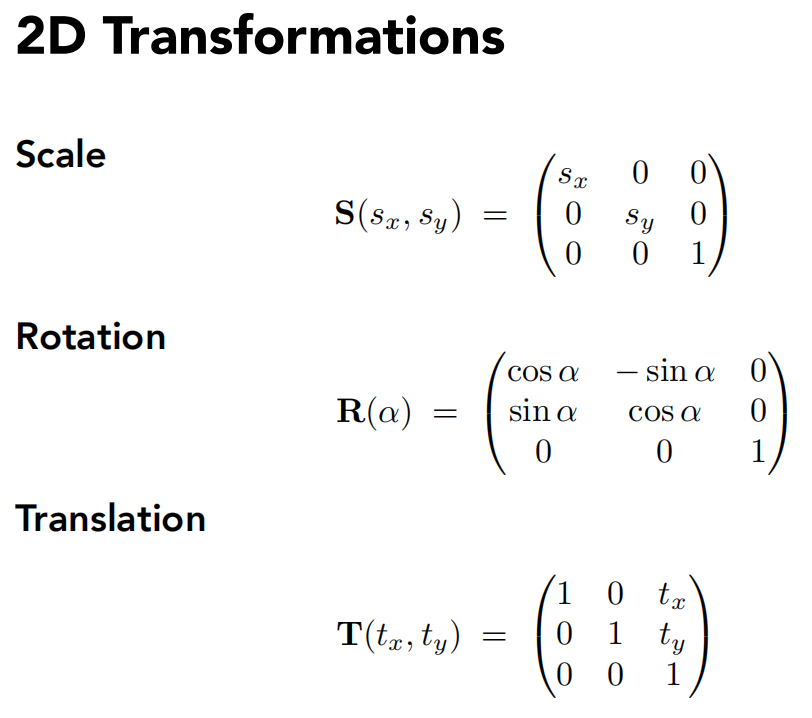 2D Transformations
Scale
$\mathbf{S}(s_x, s_y) = \begin{pmatrix} s_x & 0 & 0 \\ 0 & s_y & 0 \\ 0 & 0 & 1 \end{pmatrix}$
Rotation
$\mathbf{R}(\alpha) = \begin{pmatrix} \cos\alpha & -\sin\alpha & 0 \\ \sin\alpha & \cos\alpha & 0 \\ 0 & 0 & 1 \end{pmatrix}$
Translation
$\mathbf{T}(t_x, t_y) = \begin{pmatrix} 1 & 0 & t_x \\ 0 & 1 & t_y \\ 0 & 0 & 1 \end{pmatrix}$